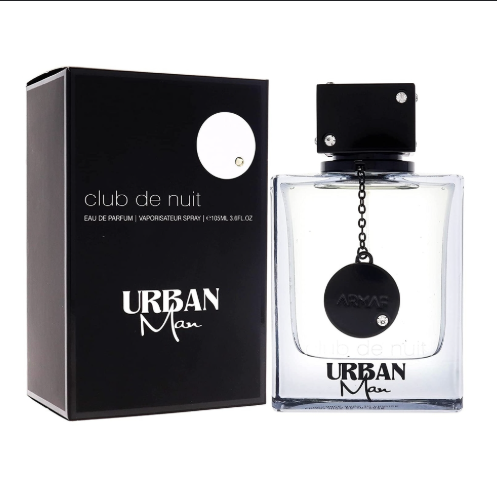 club de nuit
EAU DE PARFUM | VAPORISATEUR SPRAY | ℮105ML 3.6FL.OZ
URBAN
Man
ARMAF
club de nuit
URBAN
Man